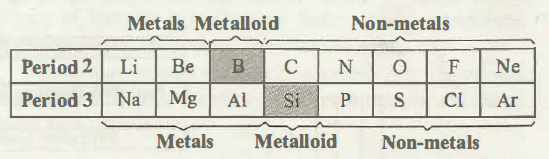 Metals Metalloid Non-metals
Period 2 Li Be B C N O F Ne
Period 3 Na Mg Al Si P S Cl Ar
Metals Metalloid Non-metals